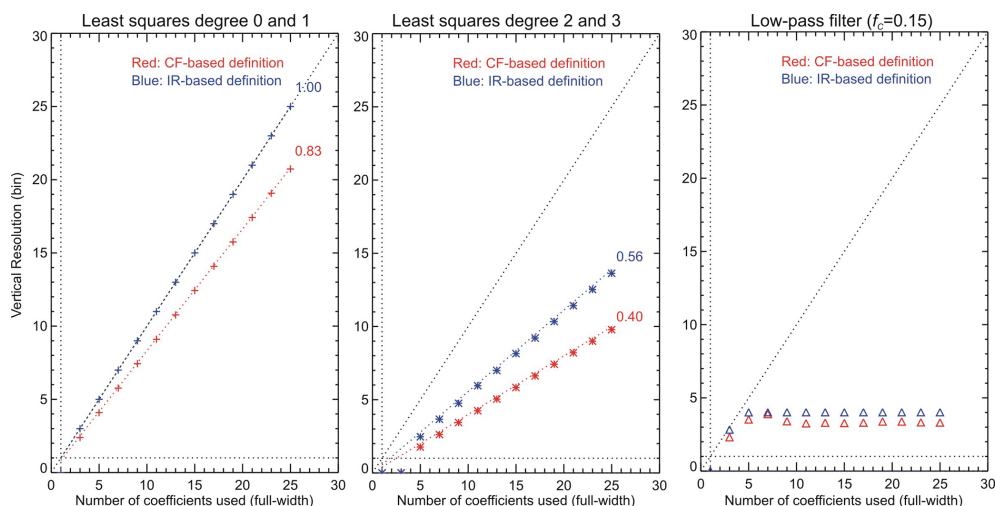 Least squares degree 0 and 1
Red: CF-based definition
Blue: IR-based definition
1.00
0.83
30
25
20
15
10
5
0
Vertical Resolution (bin)
0 5 10 15 20 25 30
Number of coefficients used (full-width)
Least squares degree 2 and 3
Red: CF-based definition
Blue: IR-based definition
0.56
0.40
30
25
20
15
10
5
0
0 5 10 15 20 25 30
Number of coefficients used (full-width)
Low-pass filter (fc=0.15)
Red: CF-based definition
Blue: IR-based definition
30
25
20
15
10
5
0
0 5 10 15 20 25 30
Number of coefficients used (full-width)